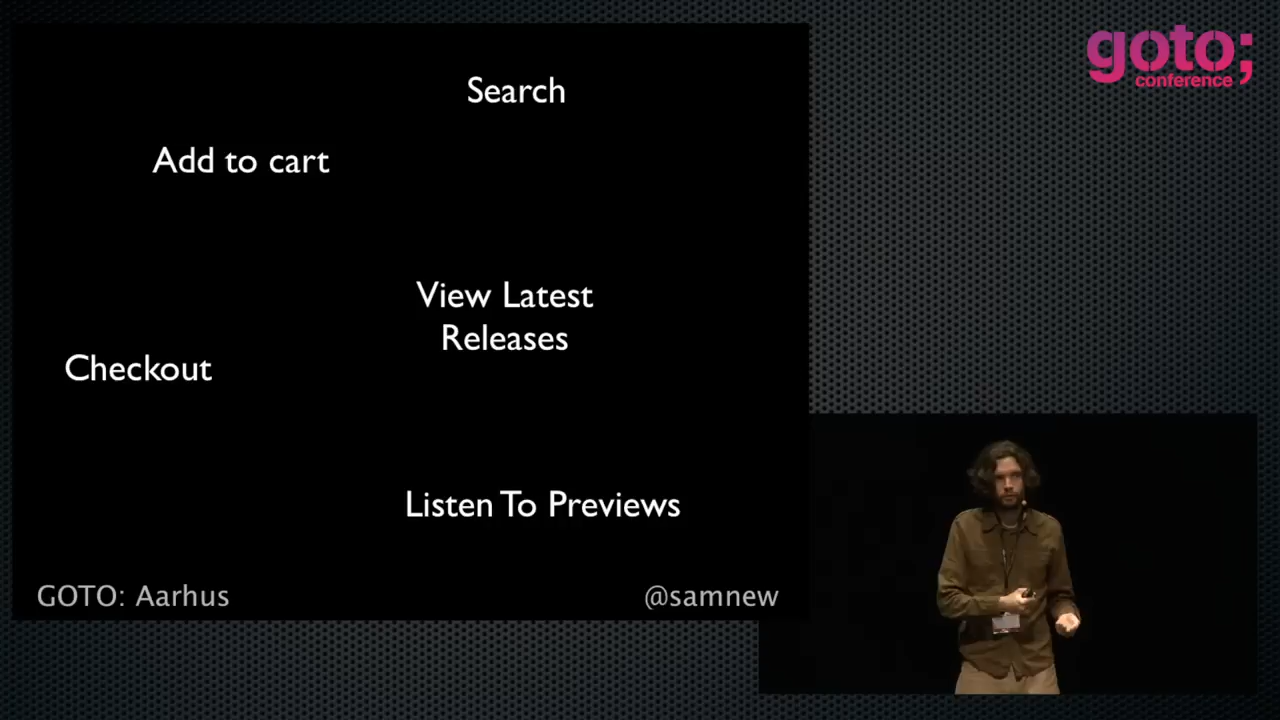 goto;
conference
Search
Add to cart
View Latest
Releases
Checkout
Listen To Previews
GOTO: Aarhus
@samnew